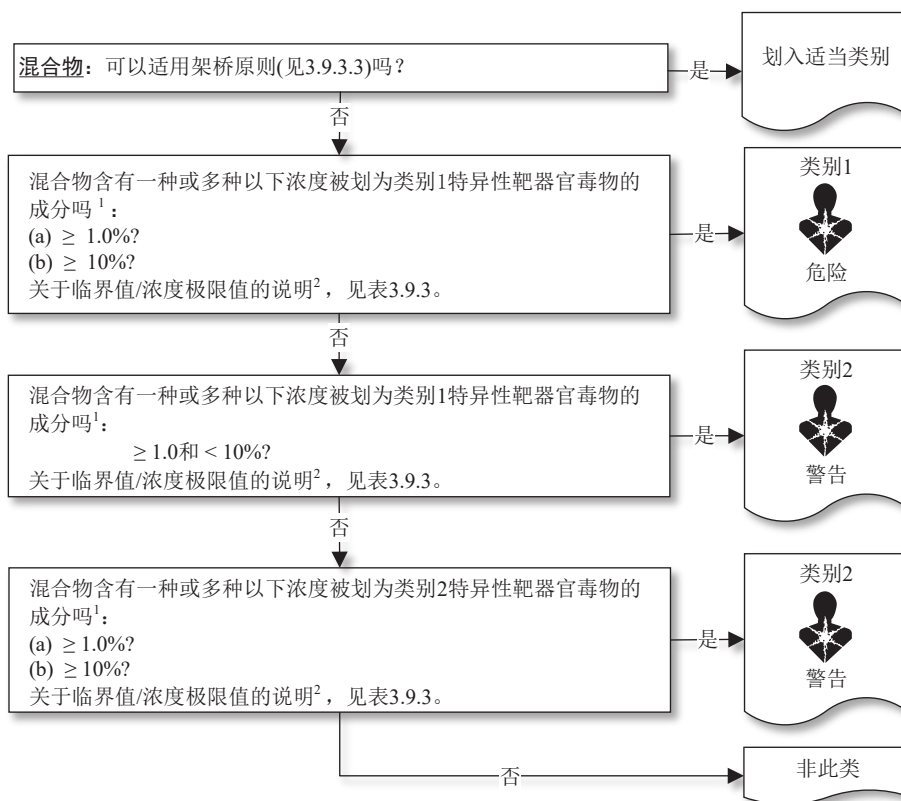 混合物：可以适用架桥原则(见3.9.3.3)吗？
是
划入适当类别
否
混合物含有一种或多种以下浓度被划为类别1特异性靶器官毒物的
成分吗¹：
(a) ≥ 1.0%?
(b) ≥ 10%?
关于临界值/浓度极限值的说明²，见表3.9.3。
是
类别1
危险
否
混合物含有一种或多种以下浓度被划为类别1特异性靶器官毒物的
成分吗¹：
≥ 1.0和 < 10%?
关于临界值/浓度极限值的说明²，见表3.9.3。
是
类别2
警告
否
混合物含有一种或多种以下浓度被划为类别2特异性靶器官毒物的
成分吗¹：
(a) ≥ 1.0%?
(b) ≥ 10%?
关于临界值/浓度极限值的说明²，见表3.9.3。
是
类别2
警告
否
非此类